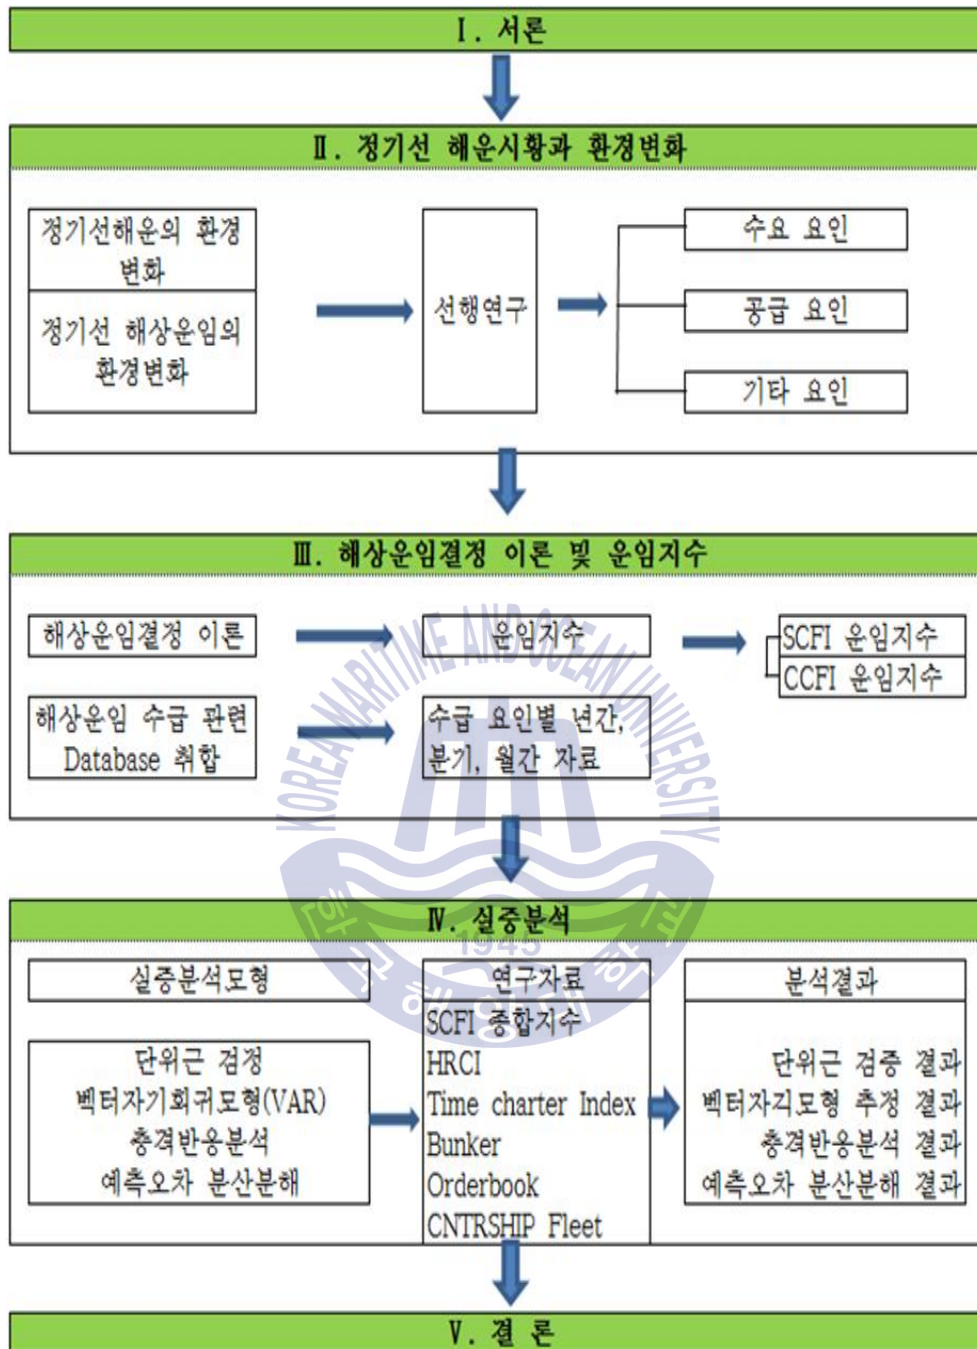 Ⅰ. 서론
Ⅱ. 정기선 해운시황과 환경변화
정기선해운의 환경
변화
정기선 해상운임의
환경변화
선행연구
수요 요인
공급 요인
기타 요인
Ⅲ. 해상운임결정 이론 및 운임지수
해상운임결정 이론
운임지수
SCFI 운임지수
CCFI 운임지수
해상운임 수급 관련
Database 취합
수급 요인별 년간,
분기, 월간 자료
KOREA MARITIME AND OCEAN UNIVERSITY
1945
한국해양대학교
Ⅳ. 실증분석
실증분석모형
단위근 검정
벡터자기회귀모형(VAR)
충격반응분석
예측오차 분산분해
연구자료
SCFI 종합지수
HRCI
Time charter Index
Bunker
Orderbook
CNTRSHIP Fleet
분석결과
단위근 검증 결과
벡터자긔모형 추정 결과
충격반응분석 결과
예측오차 분산분해 결과
Ⅴ. 결 론